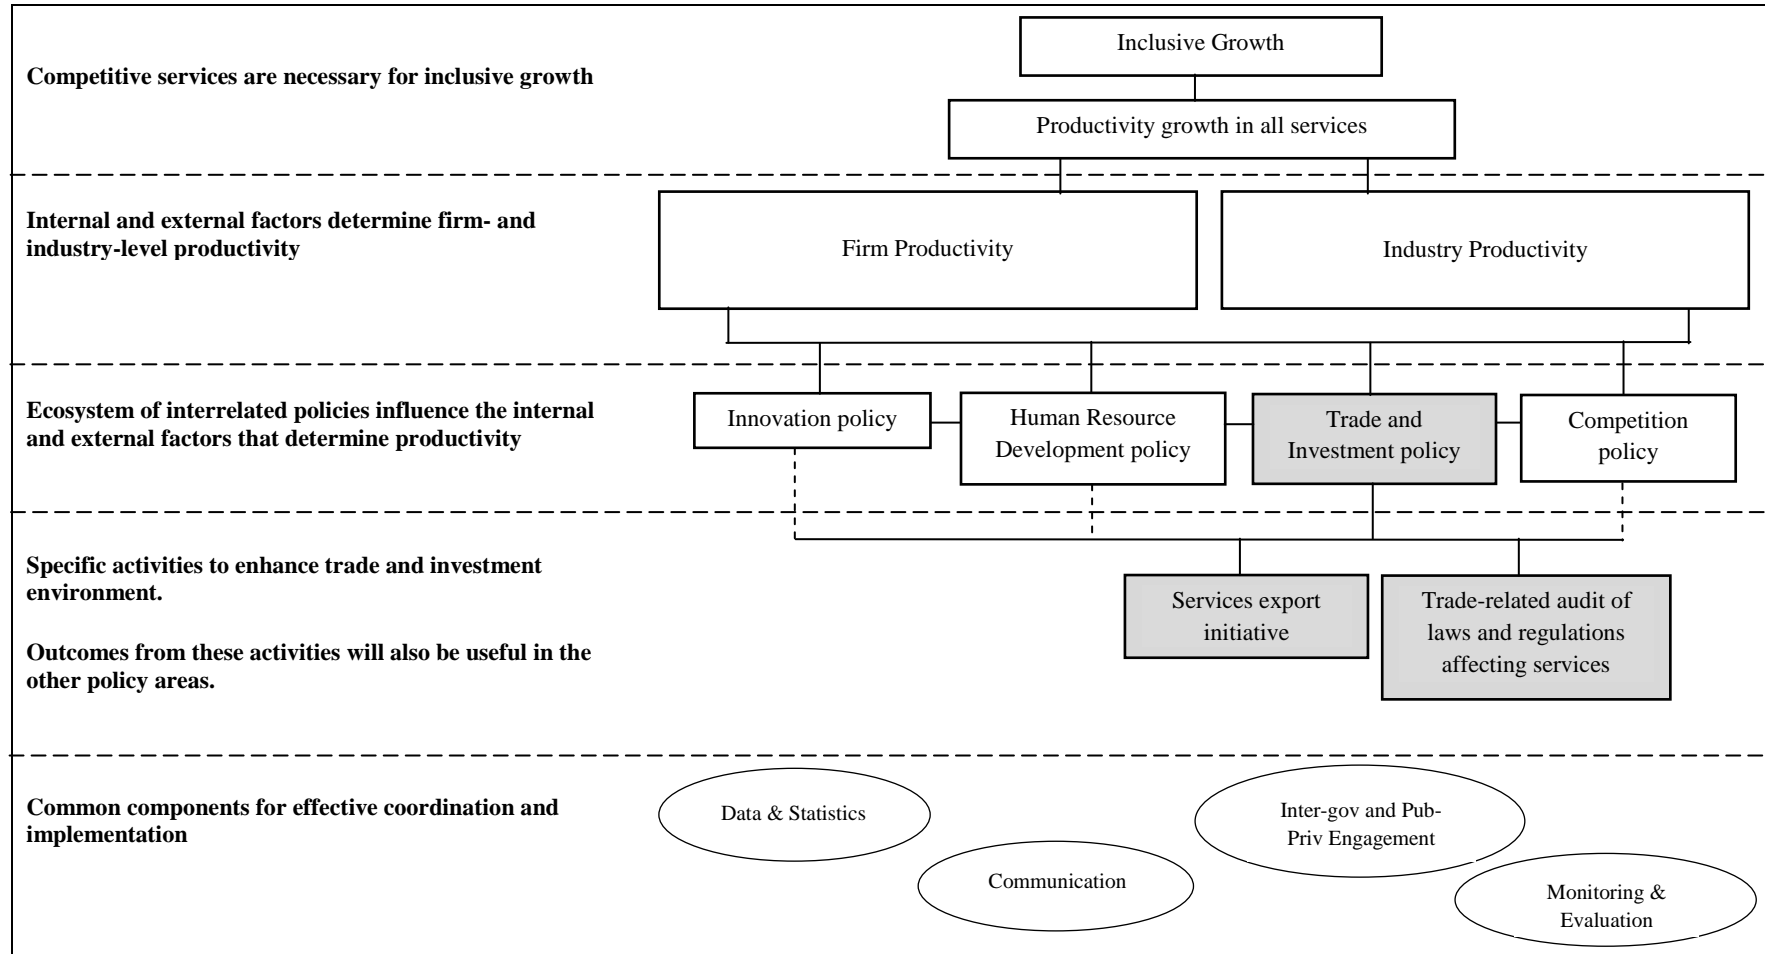 Inclusive Growth
Competitive services are necessary for inclusive growth
Productivity growth in all services
Internal and external factors determine firm- and
industry-level productivity
Firm Productivity
Industry Productivity
Ecosystem of interrelated policies influence the internal
and external factors that determine productivity
Innovation policy
Human Resource
Development policy
Trade and
Investment policy
Competition
policy
Specific activities to enhance trade and investment
environment.
Outcomes from these activities will also be useful in the
other policy areas.
Services export
initiative
Trade-related audit of
laws and regulations
affecting services
Common components for effective coordination and
implementation
Data & Statistics
Communication
Inter-gov and Pub-
Priv Engagement
Monitoring &
Evaluation